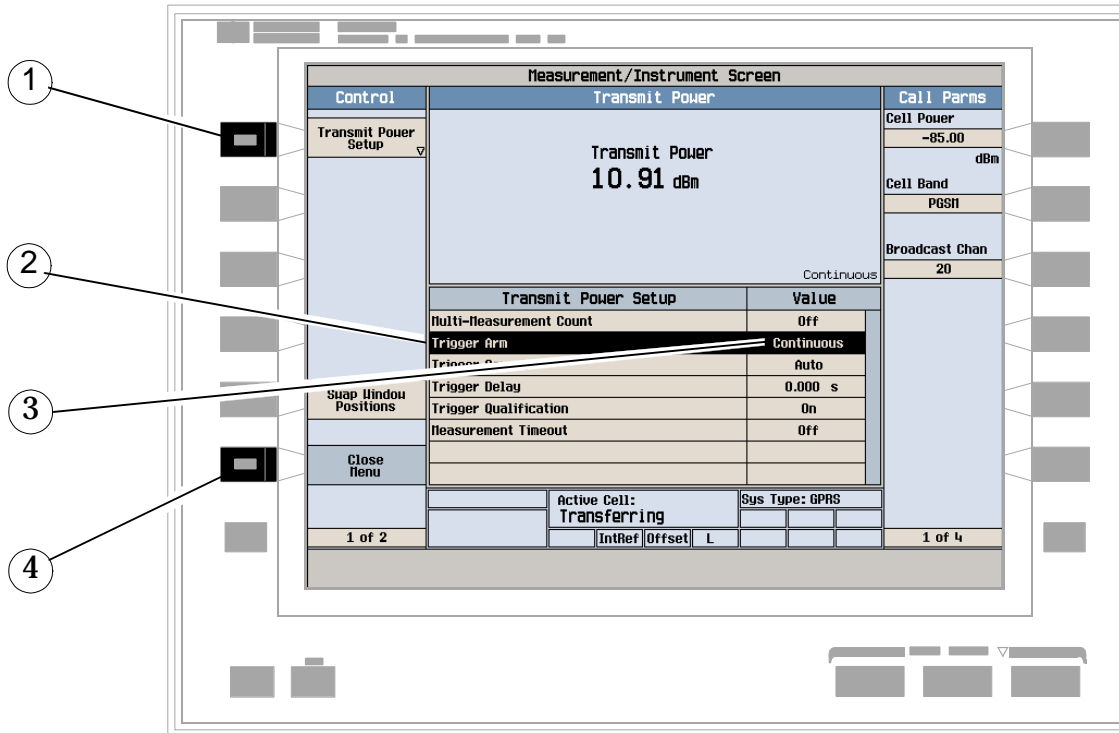 Measurement/Instrument Screen
Control
Transmit Power
Call Parms
1
Transmit Power
Setup
Transmit Power
10.91 dBm
Cell Power
-85.00
dBm
Cell Band
PGSM
Broadcast Chan
20
2
Continuous
Transmit Power Setup
Value
Multi-Measurement Count
Off
Trigger Arm
Continuous
Trigger
Auto
3
Swap Window
Positions
Trigger Delay
0.000 s
Trigger Qualification
On
Measurement Timeout
Off
Close
Menu
4
Active Cell:
Transferring
Sys Type: GPRS
1 of 2
IntRef
Offset
L
1 of 4